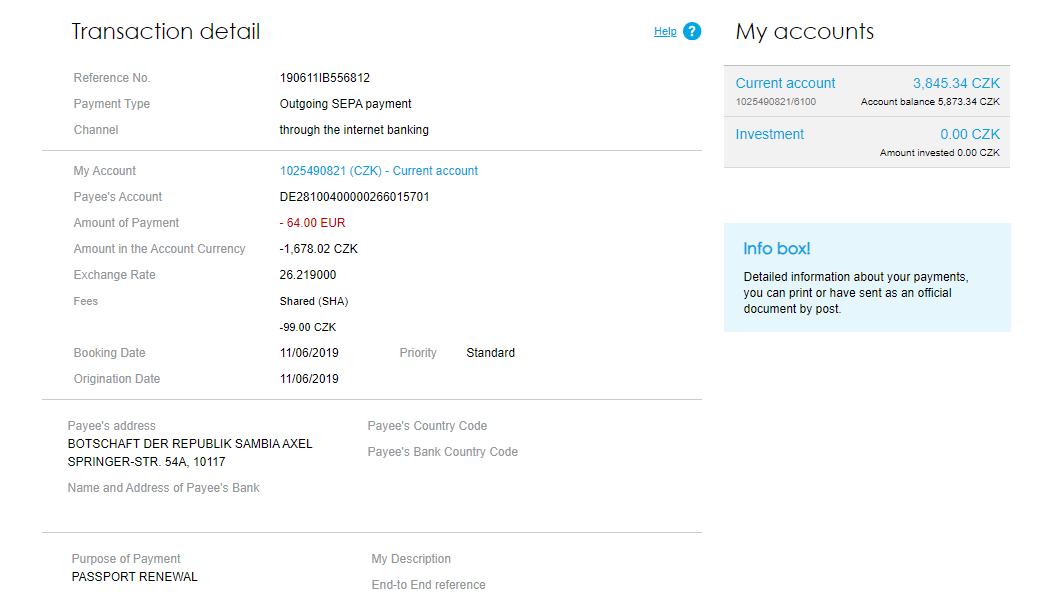 Transaction detail
Help ?
Reference No. 190611IB556812
Payment Type Outgoing SEPA payment
Channel through the internet banking
My Account 1025490821 (CZK) - Current account
Payee's Account DE28100400000266015701
Amount of Payment - 64.00 EUR
Amount in the Account Currency -1,678.02 CZK
Exchange Rate 26.219000
Fees Shared (SHA)
-99.00 CZK
Booking Date 11/06/2019 Priority Standard
Origination Date 11/06/2019
Payee's address
BOTSCHAFT DER REPUBLIK SAMBIA AXEL
SPRINGER-STR. 54A, 10117
Payee's Country Code
Payee's Bank Country Code
Name and Address of Payee's Bank
Purpose of Payment
PASSPORT RENEWAL
My Description
End-to End reference
My accounts
Current account 3,845.34 CZK
1025490821/6100 Account balance 5,873.34 CZK
Investment 0.00 CZK
Amount invested 0.00 CZK
Info box!
Detailed information about your payments,
you can print or have sent as an official
document by post.